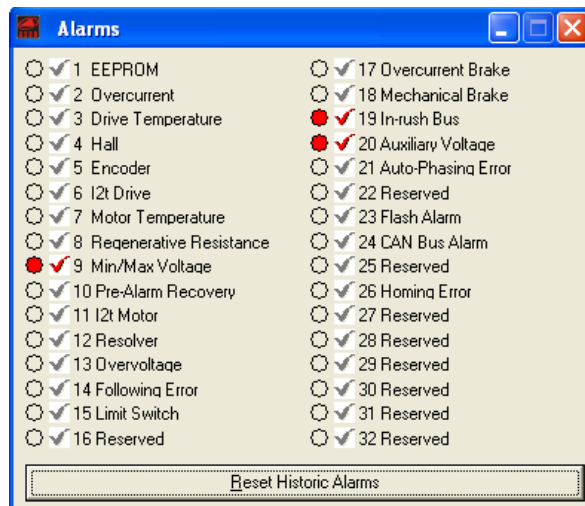 Alarms
1 EEPROM
2 Overcurrent
3 Drive Temperature
4 Hall
5 Encoder
6 I2t Drive
7 Motor Temperature
8 Regenerative Resistance
9 Min/Max Voltage
10 Pre-Alarm Recovery
11 I2t Motor
12 Resolver
13 Overvoltage
14 Following Error
15 Limit Switch
16 Reserved
17 Overcurrent Brake
18 Mechanical Brake
19 In-rush Bus
20 Auxiliary Voltage
21 Auto-Phasing Error
22 Reserved
23 Flash Alarm
24 CAN Bus Alarm
25 Reserved
26 Homing Error
27 Reserved
28 Reserved
29 Reserved
30 Reserved
31 Reserved
32 Reserved
Reset Historic Alarms